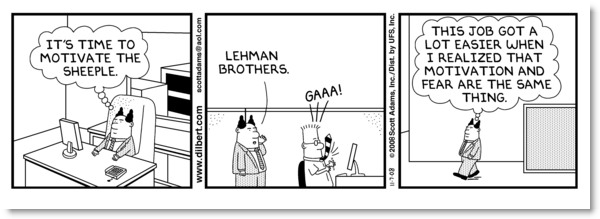 IT'S TIME TO
MOTIVATE THE
SHEEPLE.
scottadams@aol.com
www.dilbert.com
LEHMAN
BROTHERS.
GAAA!
11-7-08 ©2008 Scott Adams, Inc./Dist. by UFS, Inc.
THIS JOB GOT A
LOT EASIER WHEN
I REALIZED THAT
MOTIVATION AND
FEAR ARE THE SAME
THING.